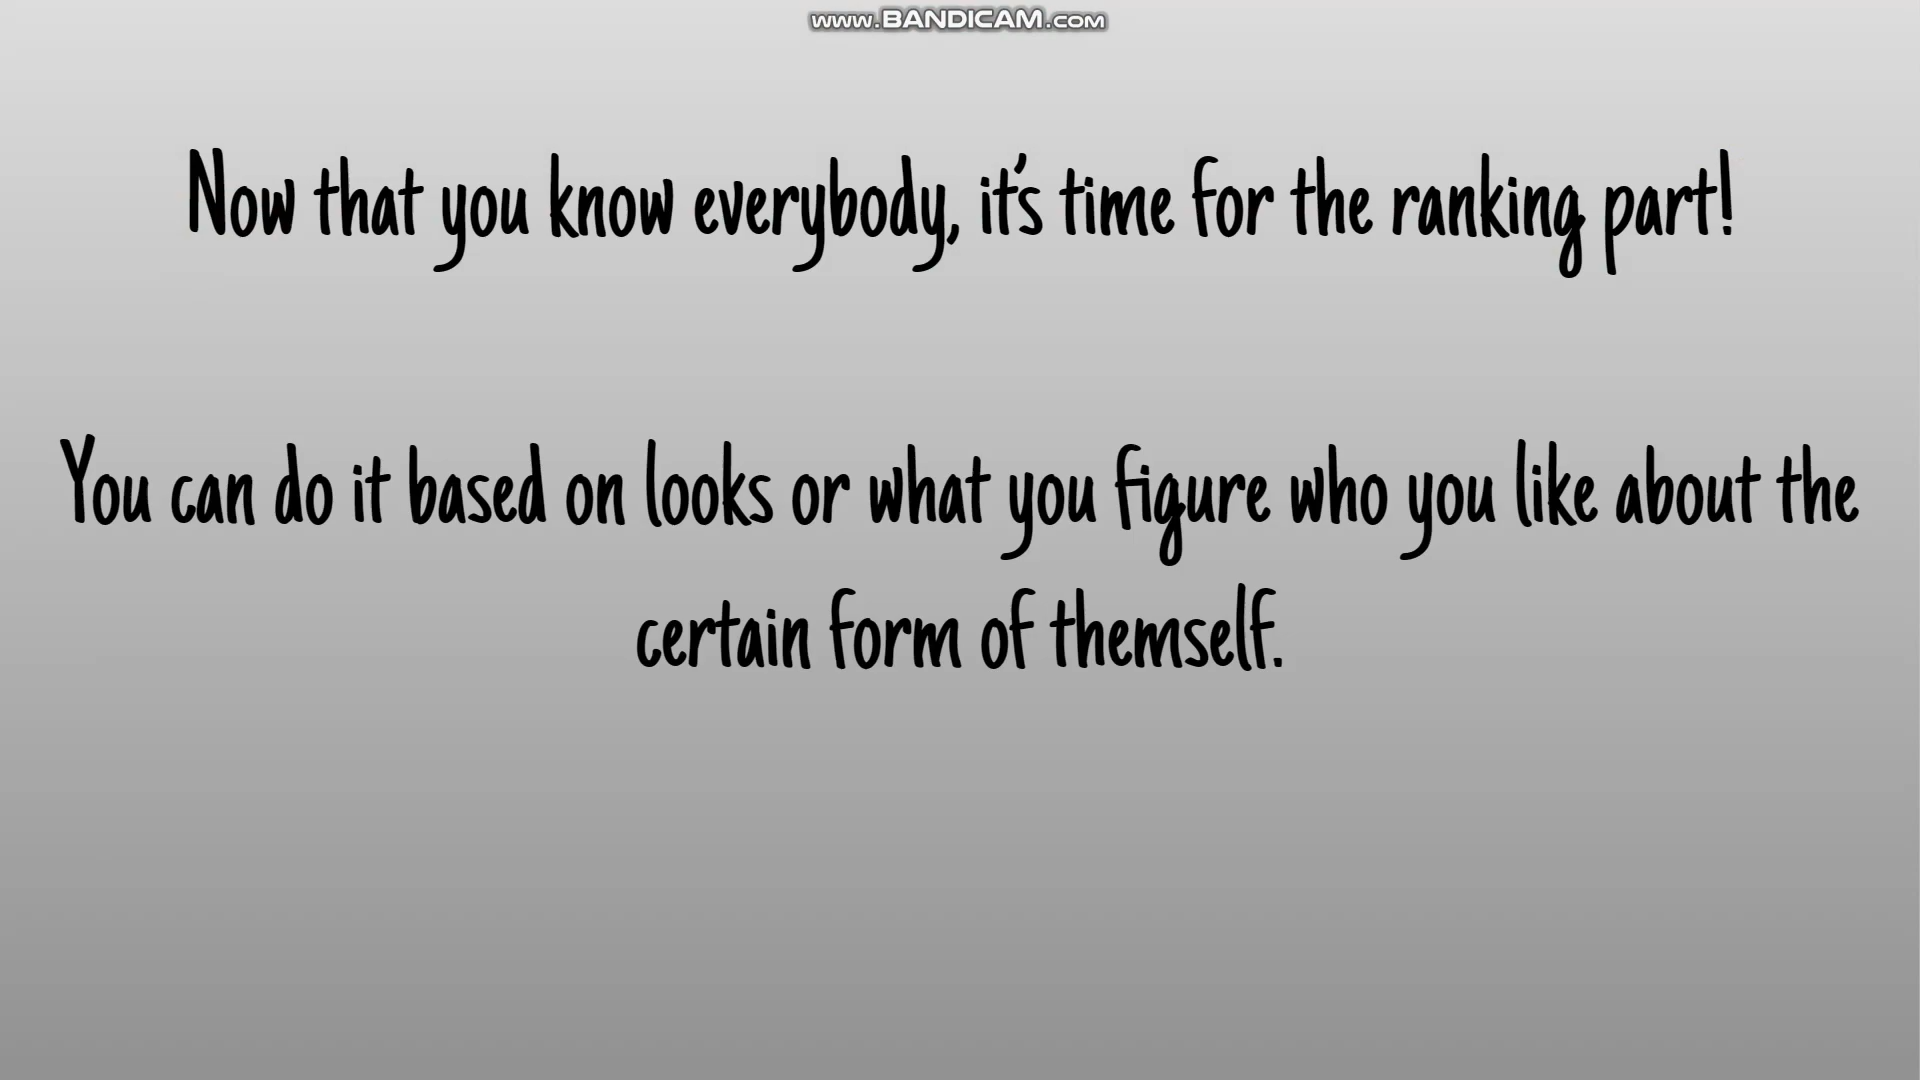 www.BANDICAM.com
Now that you know everybody, it's time for the ranking part!
You can do it based on looks or what you figure who you like about the
certain form of themself.